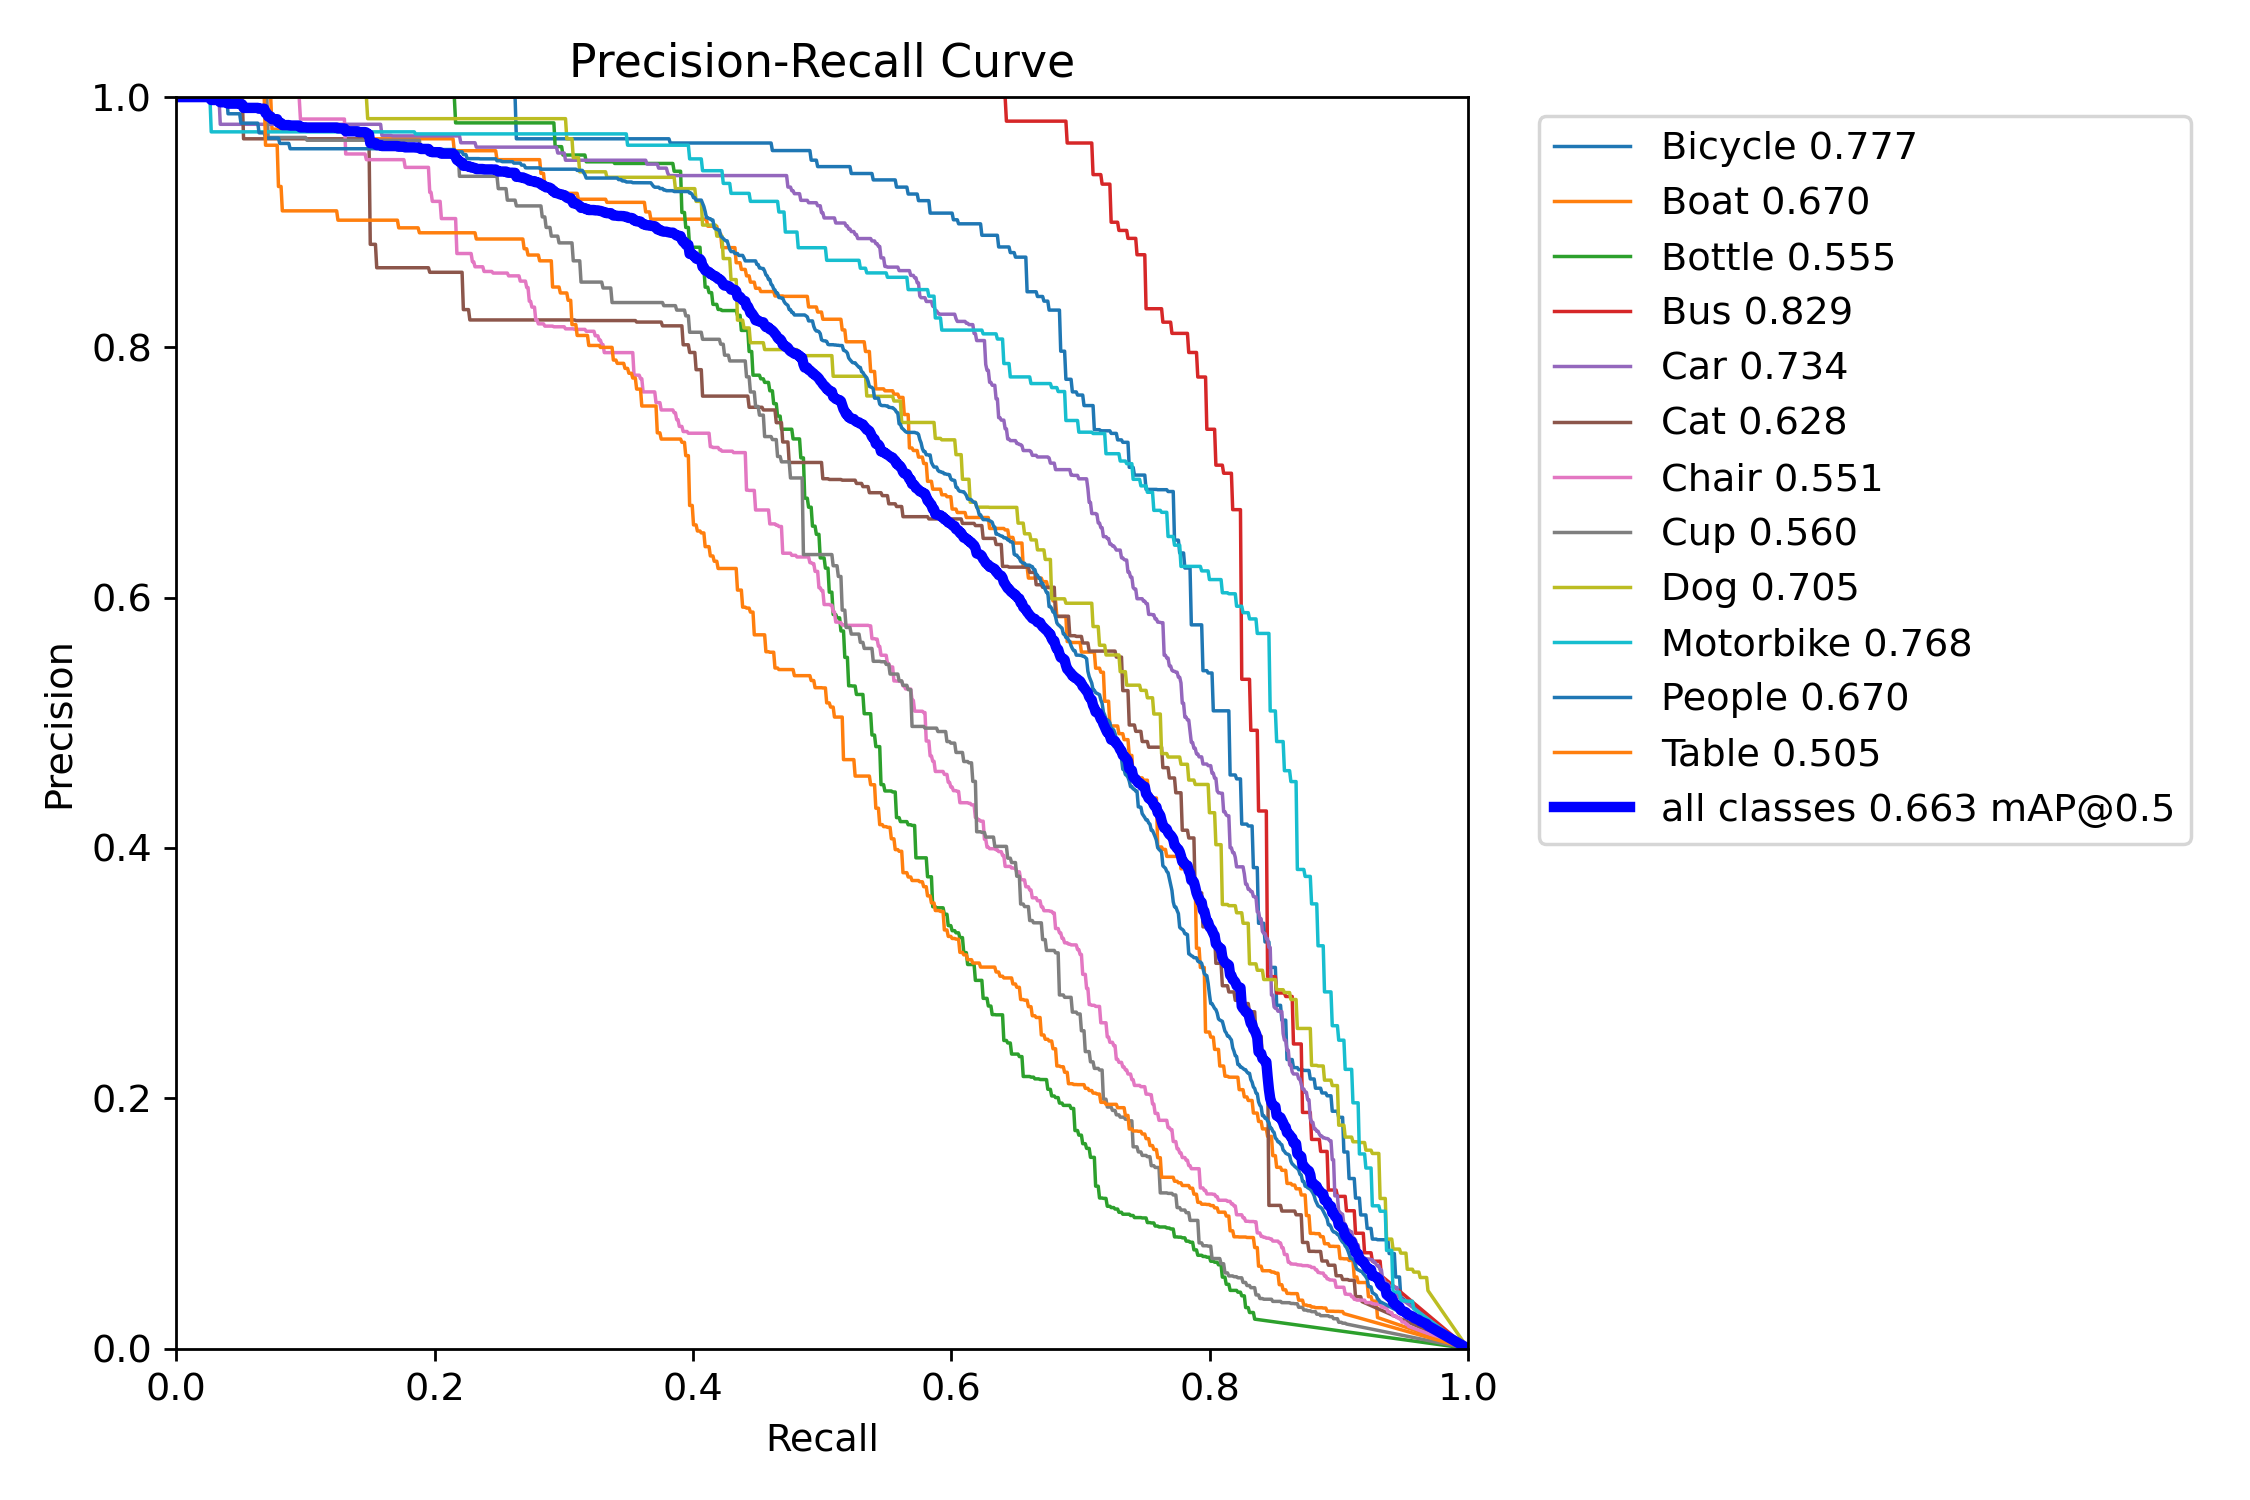 Precision-Recall Curve
1.0
0.8
0.6
0.4
0.2
0.0
Precision
0.0 0.2 0.4 0.6 0.8 1.0
Recall
Bicycle 0.777
Boat 0.670
Bottle 0.555
Bus 0.829
Car 0.734
Cat 0.628
Chair 0.551
Cup 0.560
Dog 0.705
Motorbike 0.768
People 0.670
Table 0.505
all classes 0.663 mAP@0.5